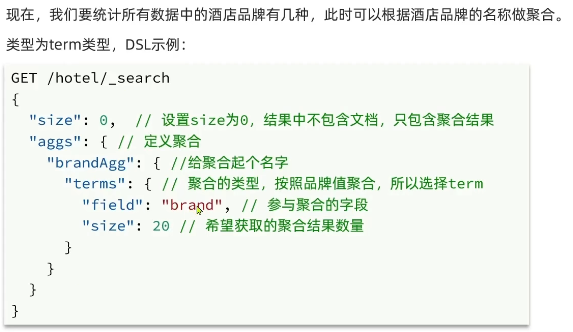 现在，我们要统计所有数据中的酒店品牌有几种，此时可以根据酒店品牌的名称做聚合。
类型为term类型，DSL示例：
GET /hotel/_search
{
  "size": 0,  // 设置size为0，结果中不包含文档，只包含聚合结果
  "aggs": { // 定义聚合
    "brandAgg": { //给聚合起个名字
      "terms": { // 聚合的类型，按照品牌值聚合，所以选择term
        "field": "brand", // 参与聚合的字段
        "size": 20 // 希望获取的聚合结果数量
      }
    }
  }
}